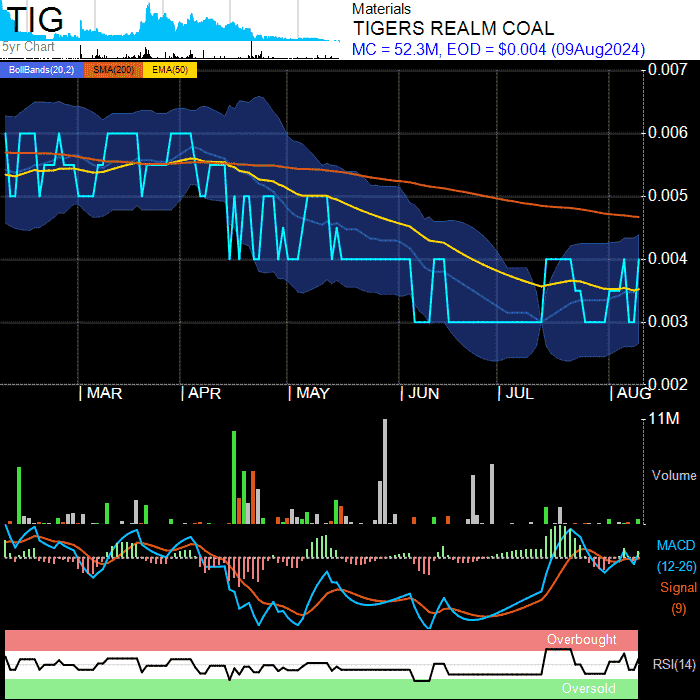 TIG
5yr Chart
Materials
TIGERS REALM COAL
MC = 52.3M, EOD = $0.004 (09Aug2024)
BollBands(20,2) SMA(200) EMA(50)
0.007
0.006
0.005
0.004
0.003
0.002
MAR APR MAY JUN JUL AUG
11M
Volume
MACD
(12-26)
Signal
(9)
Overbought
RSI(14)
Oversold